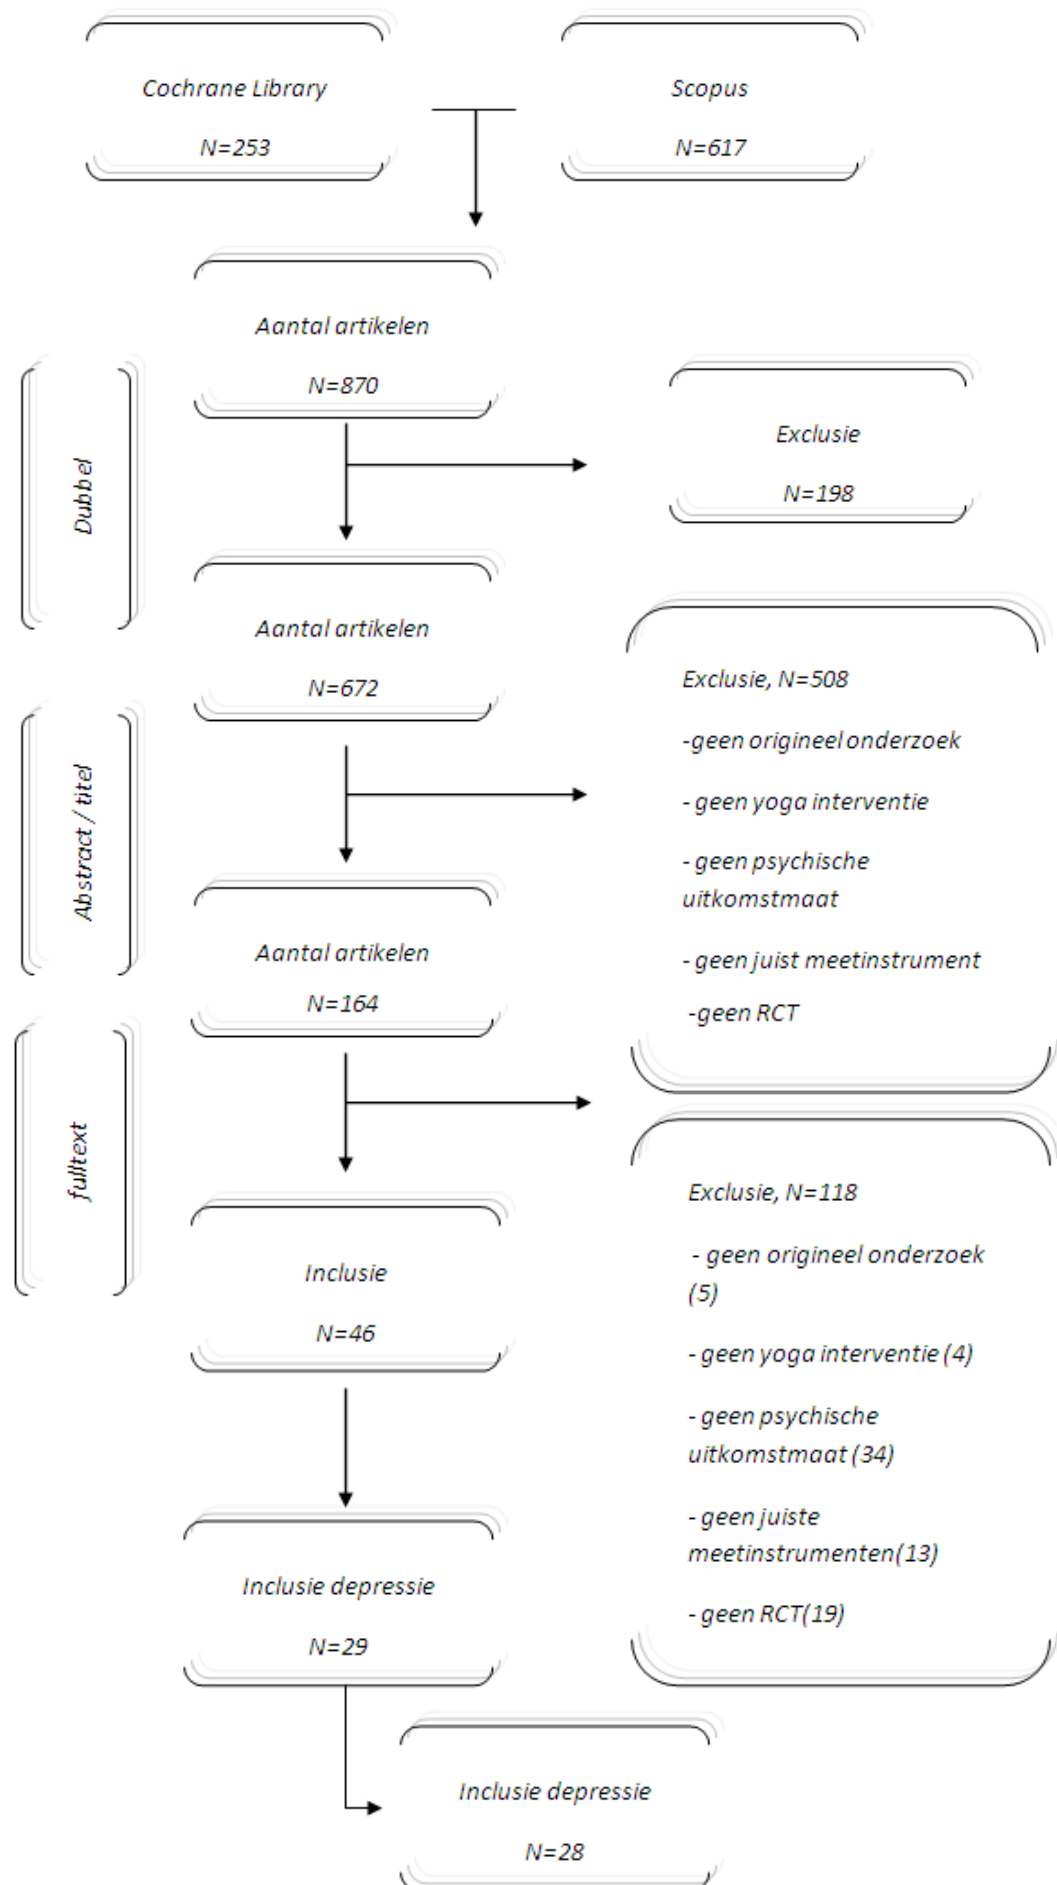 Cochrane Library
N=253
Scopus
N=617
Aantal artikelen
N=870
Dubbel
Exclusie
N=198
Aantal artikelen
N=672
Abstract / titel
Exclusie, N=508
-geen origineel onderzoek
- geen yoga interventie
- geen psychische
uitkomstmaat
- geen juist meetinstrument
-geen RCT
Aantal artikelen
N=164
fulltext
Exclusie, N=118
- geen origineel onderzoek
(5)
- geen yoga interventie (4)
- geen psychische
uitkomstmaat (34)
- geen juiste
meetinstrumenten(13)
- geen RCT(19)
Inclusie
N=46
Inclusie depressie
N=29
Inclusie depressie
N=28